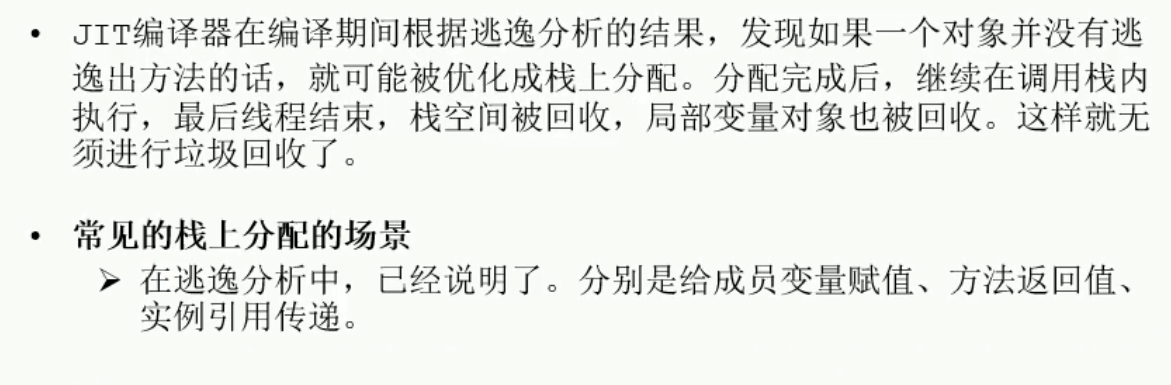 • JIT编译器在编译期间根据逃逸分析的结果，发现如果一个对象并没有逃
逸出方法的话，就可能被优化成栈上分配。分配完成后，继续在调用栈内
执行，最后线程结束，栈空间被回收，局部变量对象也被回收。这样就无
须进行垃圾回收了。
• 常见的栈上分配的场景
➢ 在逃逸分析中，已经说明了。分别是给成员变量赋值、方法返回值、
实例引用传递。